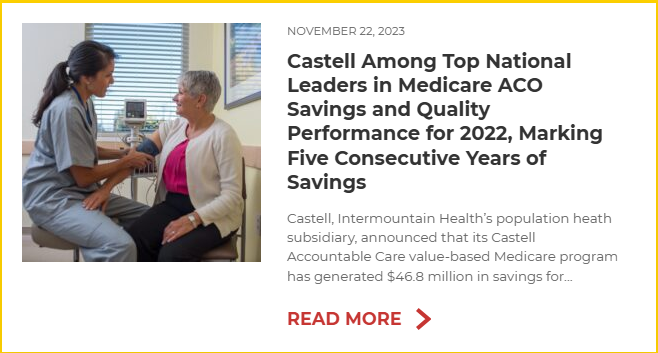 NOVEMBER 22, 2023
Castell Among Top National
Leaders in Medicare ACO
Savings and Quality
Performance for 2022, Marking
Five Consecutive Years of
Savings
Castell, Intermountain Health's population heath
subsidiary, announced that its Castell
Accountable Care value-based Medicare program
has generated $46.8 million in savings for...
READ MORE